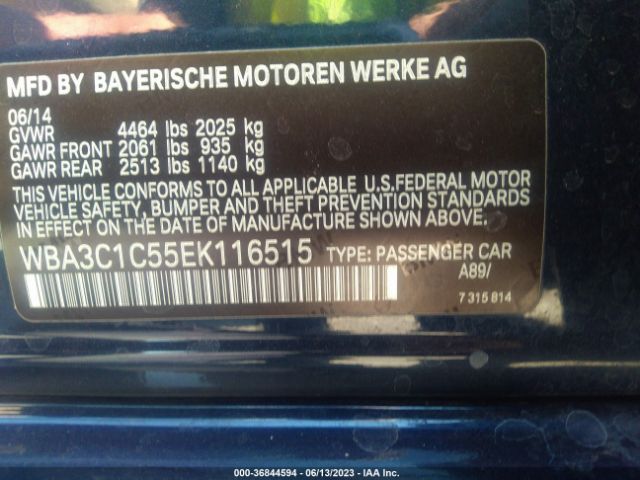 MFD BY BAYERISCHE MOTOREN WERKE AG
06/14
GVWR 4464 lbs 2025 kg
GAWR FRONT 2061 lbs 935 kg
GAWR REAR 2513 lbs 1140 kg
THIS VEHICLE CONFORMS TO ALL APPLICABLE U.S.FEDERAL MOTOR
VEHICLE SAFETY, BUMPER AND THEFT PREVENTION STANDARDS
IN EFFECT ON THE DATE OF MANUFACTURE SHOWN ABOVE.
WBA3C1C55EK116515 TYPE: PASSENGER CAR
A89/
7 315 814
000-36844594 - 06/13/2023 - IAA Inc.